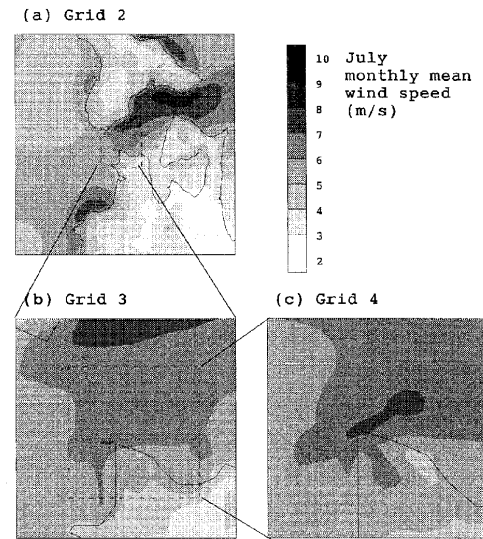 (a) Grid 2
10
9
8
7
6
5
4
3
2
July
monthly mean
wind speed
(m/s)
(b) Grid 3
(c) Grid 4